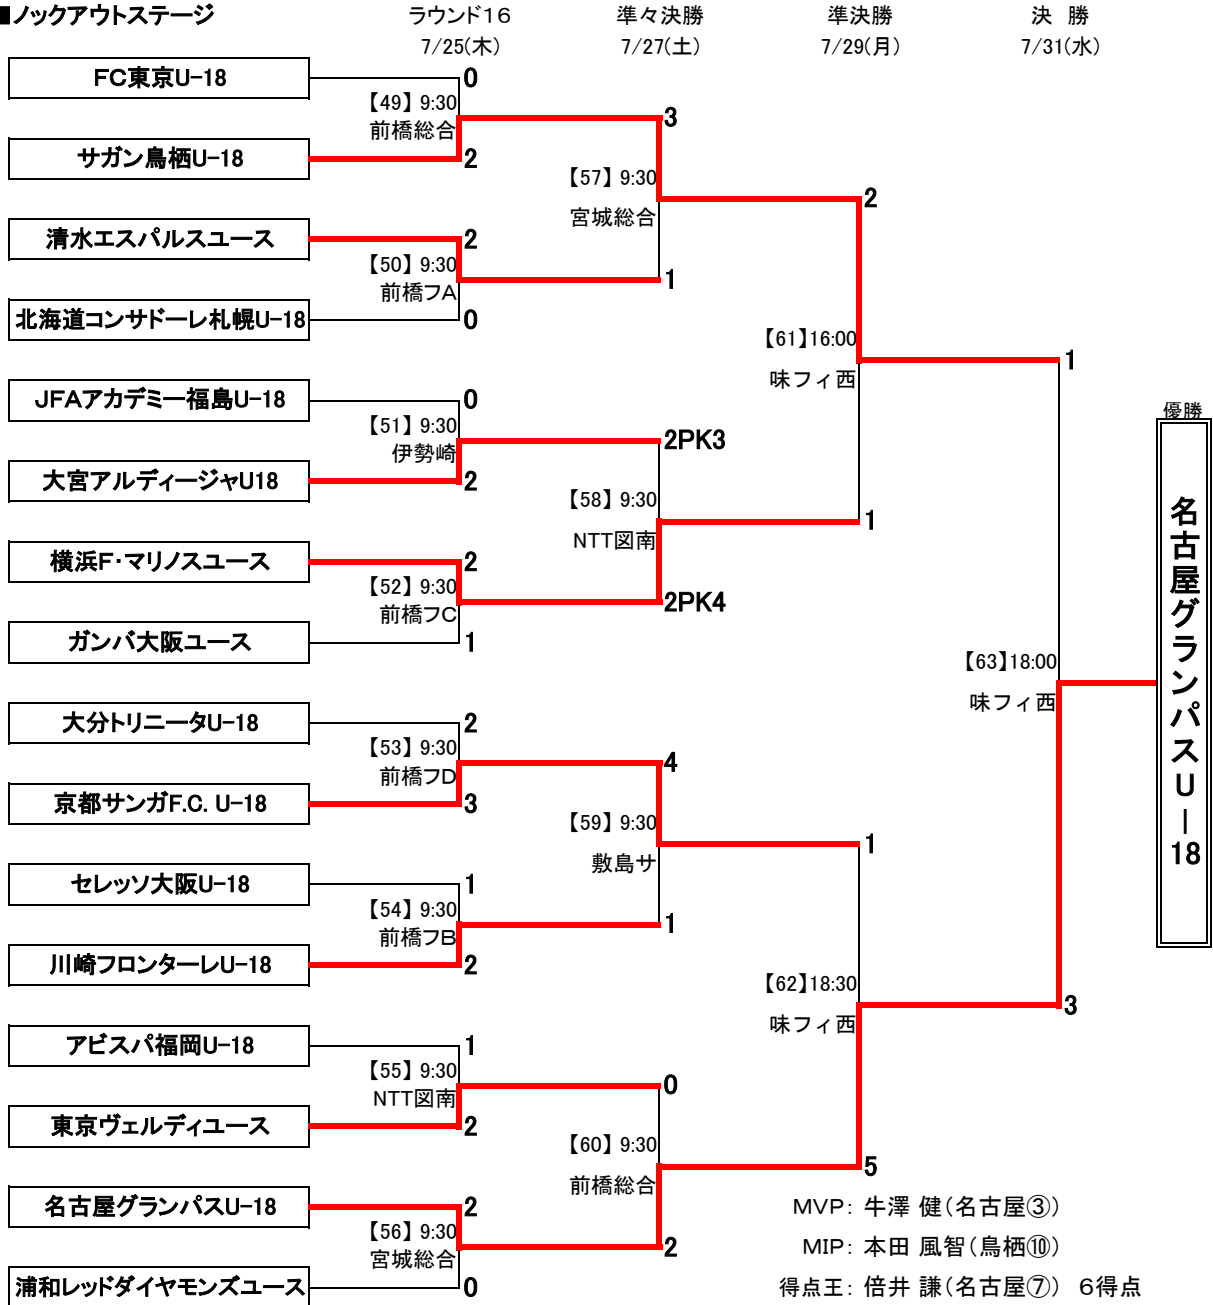 ■ノックアウトステージ
ラウンド16 準々決勝 準決勝 決 勝
7/25(木) 7/27(土) 7/29(月) 7/31(水)
FC東京U-18 0
【49】 9:30
前橋総合 3
サガン鳥栖U-18 2
【57】 9:30
2
宮城総合
清水エスパルスユース 2
【50】 9:30
前橋フA 1
北海道コンサドーレ札幌U-18 0
【61】16:00
1
味フィ西
JFAアカデミー福島U-18 0
優勝
【51】 9:30
伊勢崎 2PK3
大宮アルディージャU18 2
【58】 9:30
1
NTT図南
横浜F・マリノスユース 2
【52】 9:30
前橋フC 2PK4
ガンバ大阪ユース 1
【63】18:00
味フィ西
名古屋グランパスU-18
大分トリニータU-18 2
【53】 9:30
前橋フD 4
京都サンガF.C. U-18 3
【59】 9:30
1
敷島サ
セレッソ大阪U-18 1
【54】 9:30
前橋フB 1
川崎フロンターレU-18 2
【62】18:30
3
味フィ西
アビスパ福岡U-18 1
【55】 9:30
NTT図南 0
東京ヴェルディユース 2
【60】 9:30
5
前橋総合
名古屋グランパスU-18 2
MVP: 牛澤 健(名古屋③)
【56】 9:30
宮城総合 2
MIP: 本田 風智(鳥栖⑩)
浦和レッドダイヤモンズユース 0
得点王: 倍井 謙(名古屋⑦) 6得点